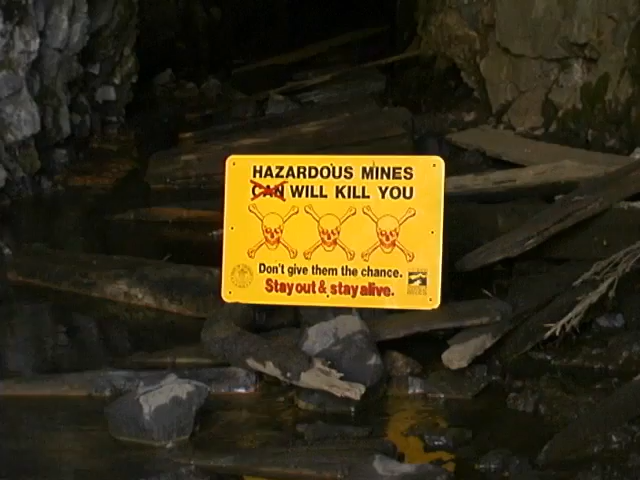 HAZARDOUS MINES
CAN WILL KILL YOU
Don't give them the chance.
Stay out & stay alive.